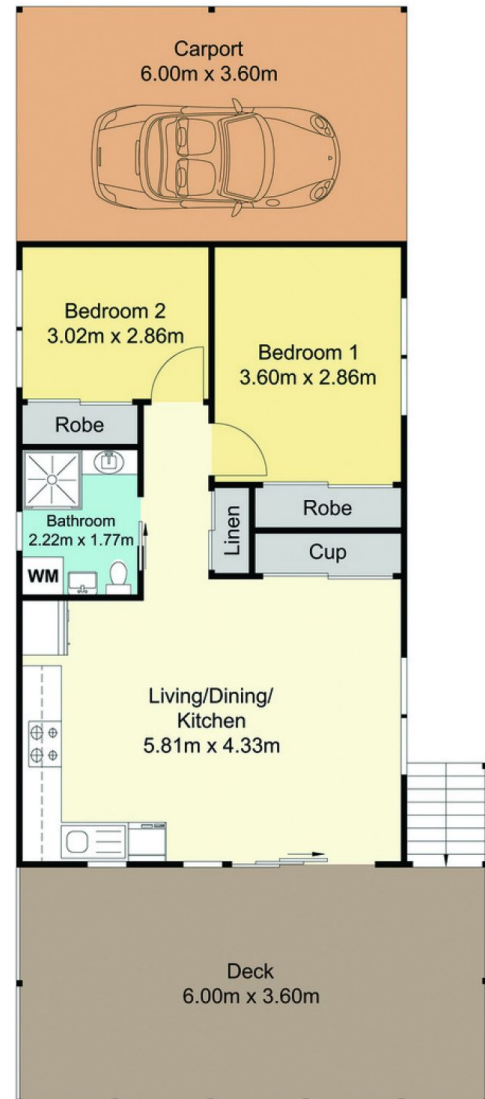 Carport
6.00m x 3.60m
Bedroom 2
3.02m x 2.86m
Bedroom 1
3.60m x 2.86m
Robe
Bathroom
2.22m x 1.77m
WM
Linen
Robe
Cup
Living/Dining/
Kitchen
5.81m x 4.33m
Deck
6.00m x 3.60m